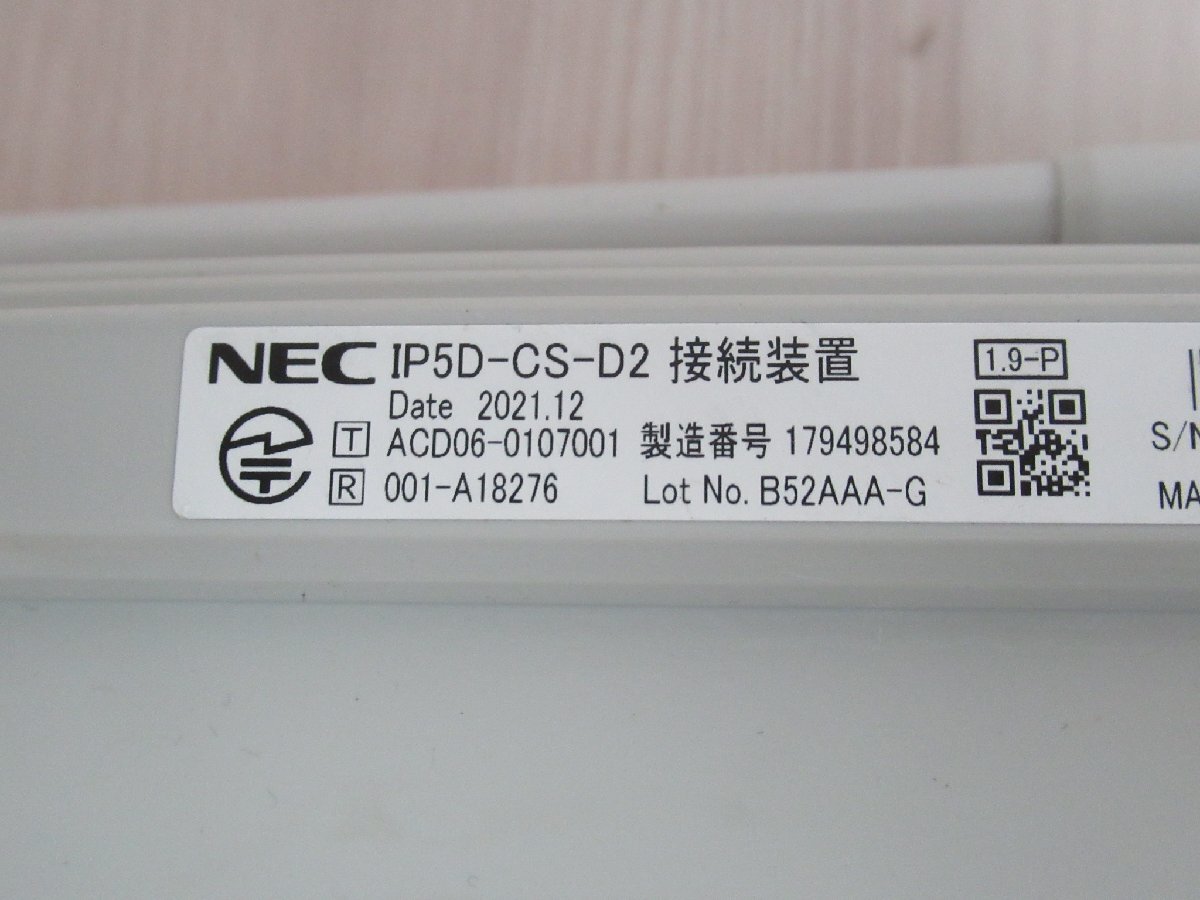 NEC IP5D-CS-D2 接続装置 1.9-P
Date 2021.12
T ACD06-0107001 製造番号 179498584 S/N
R 001-A18276 Lot No. B52AAA-G MA